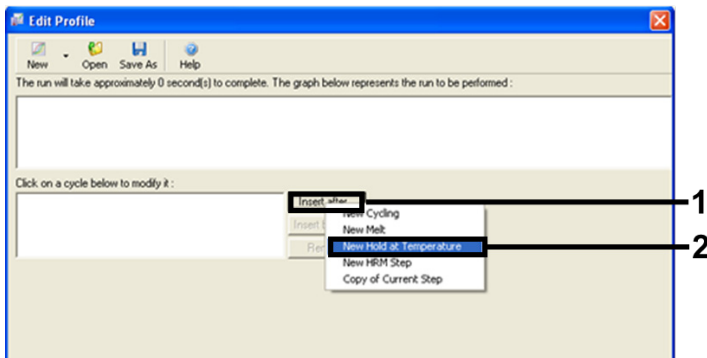 Edit Profile
New Open Save As Help
The run will take approximately 0 second(s) to complete. The graph below represents the run to be performed :
Click on a cycle below to modify it :
Insert after... 1
New Cycling
Insert
New Melt
New Hold at Temperature 2
New HRM Step
Copy of Current Step